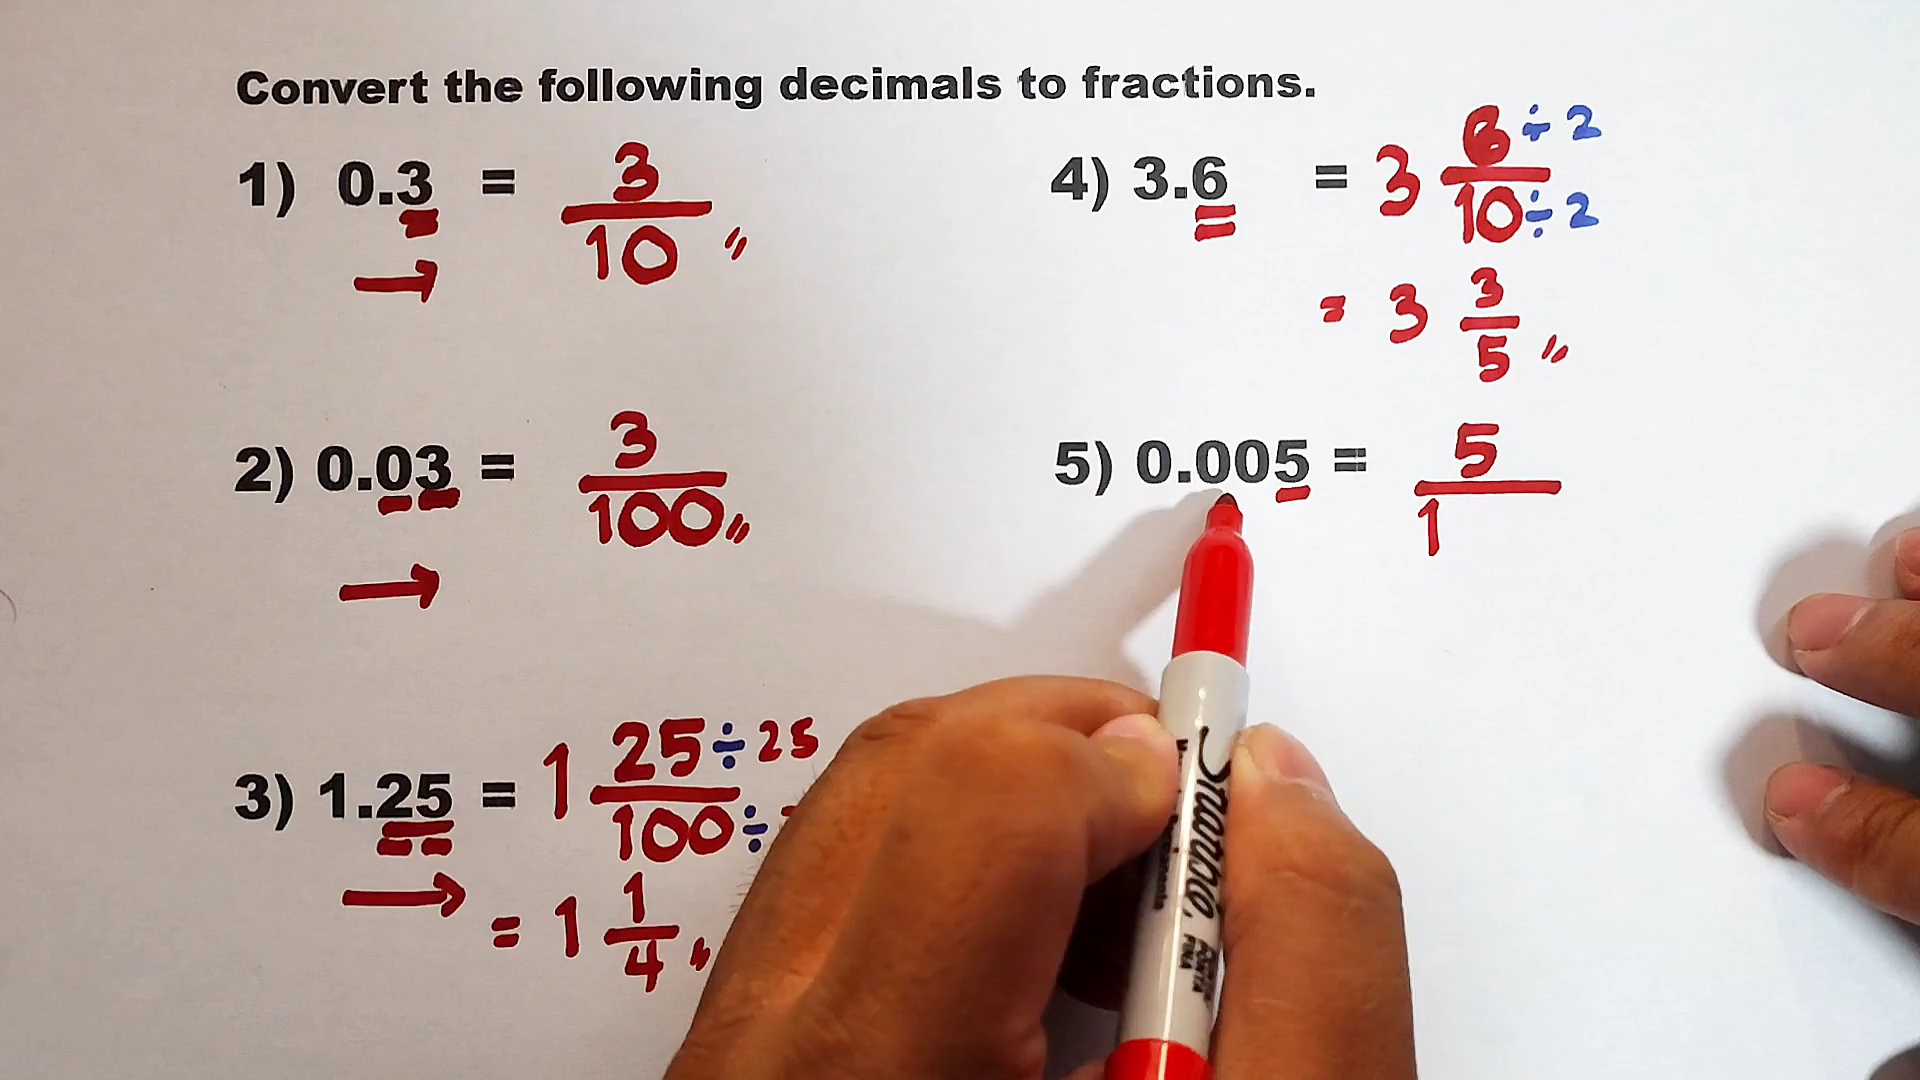 Convert the following decimals to fractions.
1) 0.3 = 3/10 〃
2) 0.03 = 3/100 〃
3) 1.25 = 1 25÷25/100÷
= 1 1/4 〃
4) 3.6 = 3 6÷2/10÷2
= 3 3/5 〃
5) 0.005 = 5/1